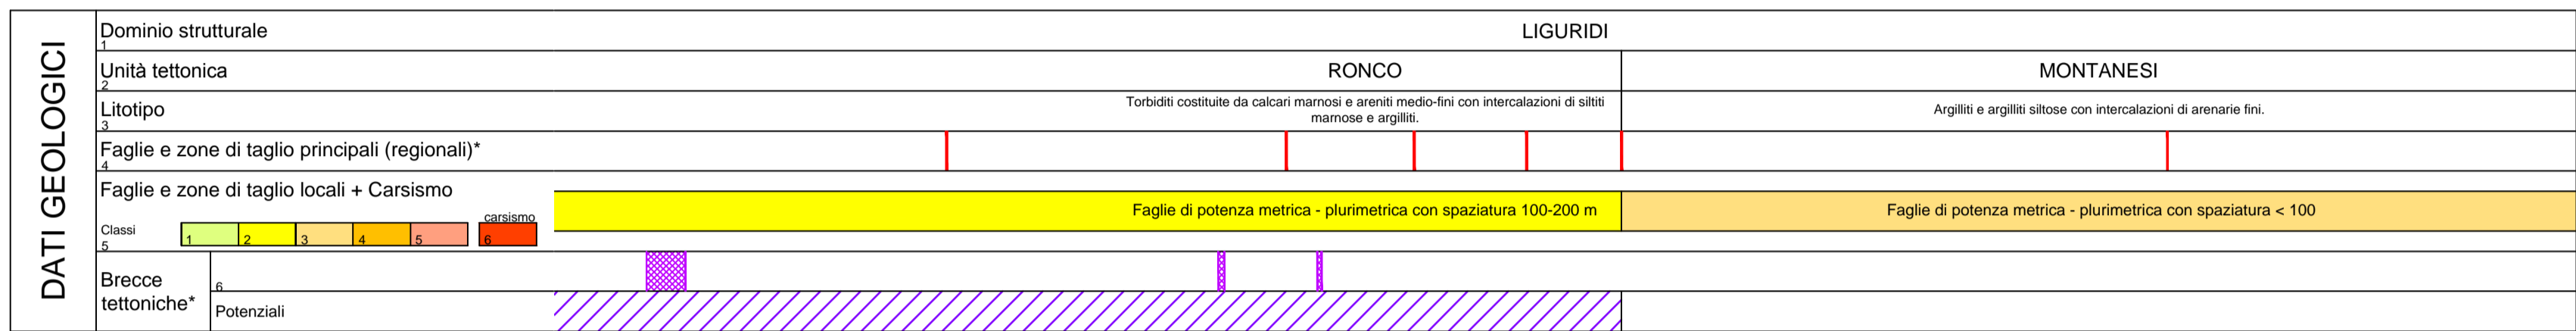 DATI GEOLOGICI
Dominio strutturale
1
LIGURIDI
Unità tettonica
2
RONCO
MONTANESI
Litotipo
3
Torbiditi costituite da calcari marnosi e areniti medio-fini con intercalazioni di siltiti
marnose e argilliti.
Argilliti e argilliti siltose con intercalazioni di arenarie fini.
Faglie e zone di taglio principali (regionali)*
4
Faglie e zone di taglio locali + Carsismo
Classi
5
1 2 3 4 5
carsismo
6
Faglie di potenza metrica - plurimetrica con spaziatura 100-200 m
Faglie di potenza metrica - plurimetrica con spaziatura < 100
Brecce
tettoniche*
6
Potenziali